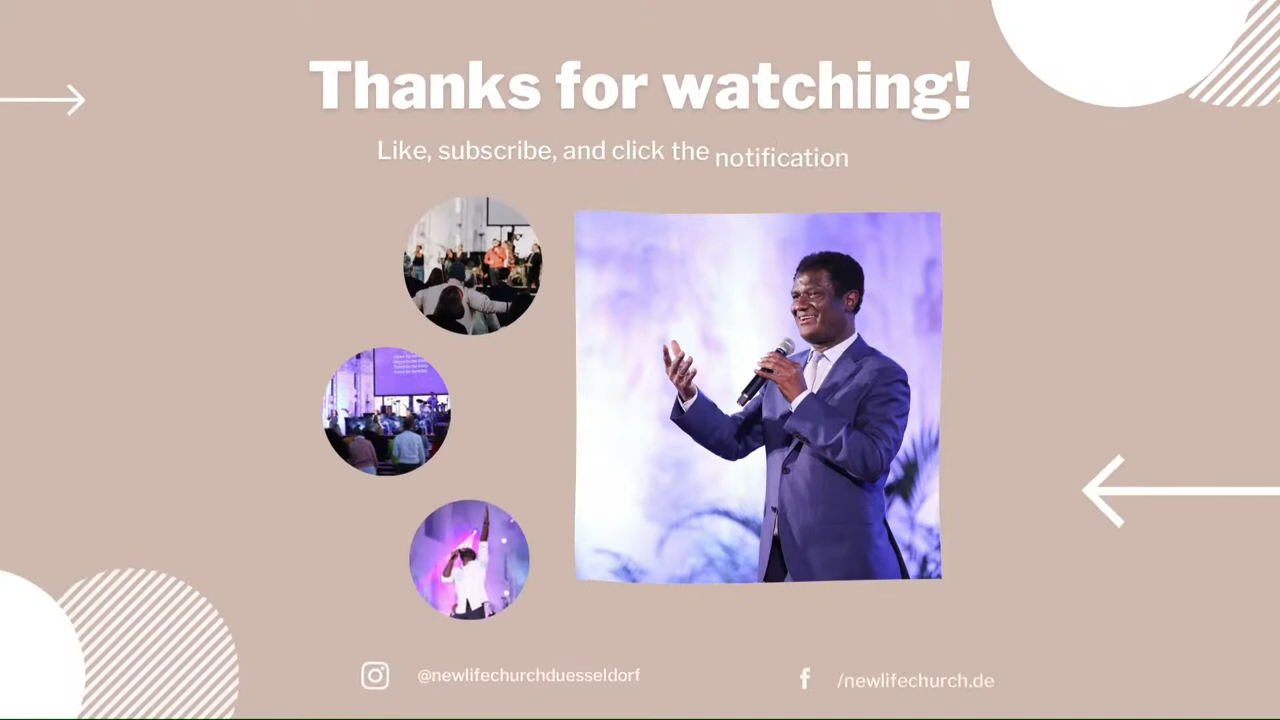 Thanks for watching!
Like, subscribe, and click the notification
@newlifechurchduesseldorf
/newlifechurch.de